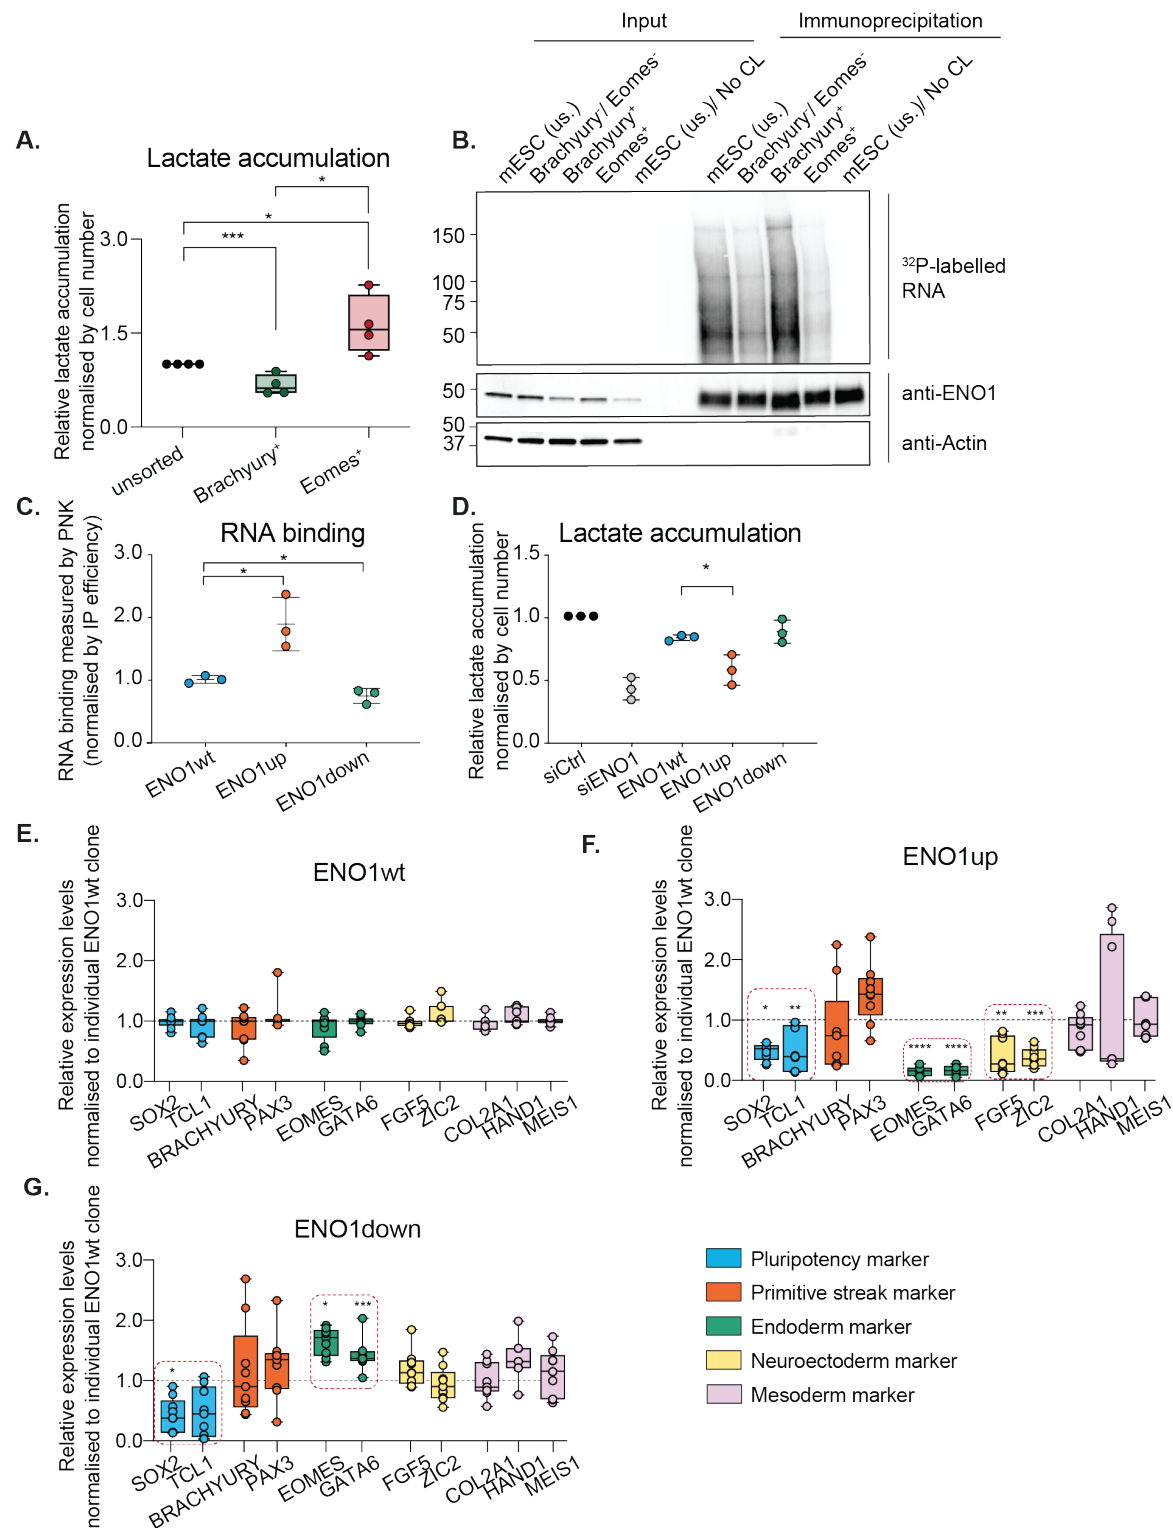 Input
Immunoprecipitation
mESC (us.)
Brachyury-/ Eomes-
Brachyury+
Eomes+
mESC (us.)/ No CL
mESC (us.)
Brachyury-/ Eomes-
Brachyury+
Eomes+
mESC (us.)/ No CL
A.
Lactate accumulation
Relative lactate accumulation
normalised by cell number
3.0
1.5
0.0
*
*
***
unsorted
Brachyury+
Eomes+
B.
150
100
75
50
32P-labelled
RNA
50
anti-ENO1
50
37
anti-Actin
C.
RNA binding
RNA binding measured by PNK
(normalised by IP efficiency)
3.0
2.0
1.0
0.0
*
*
ENO1wt
ENO1up
ENO1down
D.
Lactate accumulation
Relative lactate accumulation
normalised by cell number
1.5
1.0
0.5
0.0
*
siCtrl
siENO1
ENO1wt
ENO1up
ENO1down
E.
ENO1wt
Relative expression levels
normalised to individual ENO1wt clone
3.0
2.0
1.0
0.0
SOX2
TCL1
BRACHYURY
PAX3
EOMES
GATA6
FGF5
ZIC2
COL2A1
HAND1
MEIS1
F.
ENO1up
Relative expression levels
normalised to individual ENO1wt clone
3.0
2.0
1.0
0.0
*
**
****
****
**
***
SOX2
TCL1
BRACHYURY
PAX3
EOMES
GATA6
FGF5
ZIC2
COL2A1
HAND1
MEIS1
G.
ENO1down
Relative expression levels
normalised to individual ENO1wt clone
3.0
2.0
1.0
0.0
*
*
***
SOX2
TCL1
BRACHYURY
PAX3
EOMES
GATA6
FGF5
ZIC2
COL2A1
HAND1
MEIS1
Pluripotency marker
Primitive streak marker
Endoderm marker
Neuroectoderm marker
Mesoderm marker